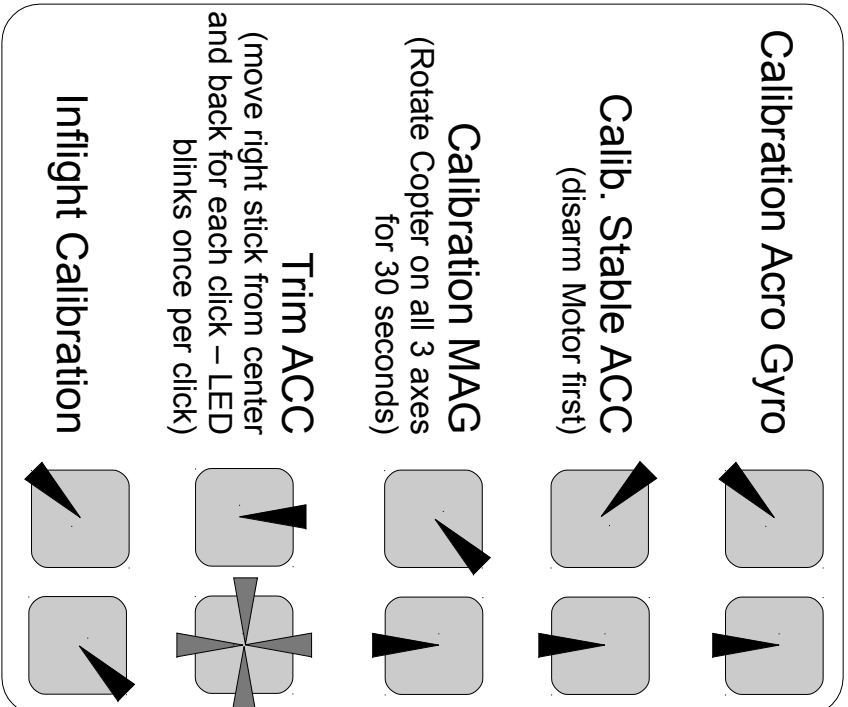 Calibration Acro Gyro
Calib. Stable ACC
(disarm Motor first)
Calibration MAG
(Rotate Copter on all 3 axes
for 30 seconds)
Trim ACC
(move right stick from center
and back for each click – LED
blinks once per click)
Inflight Calibration